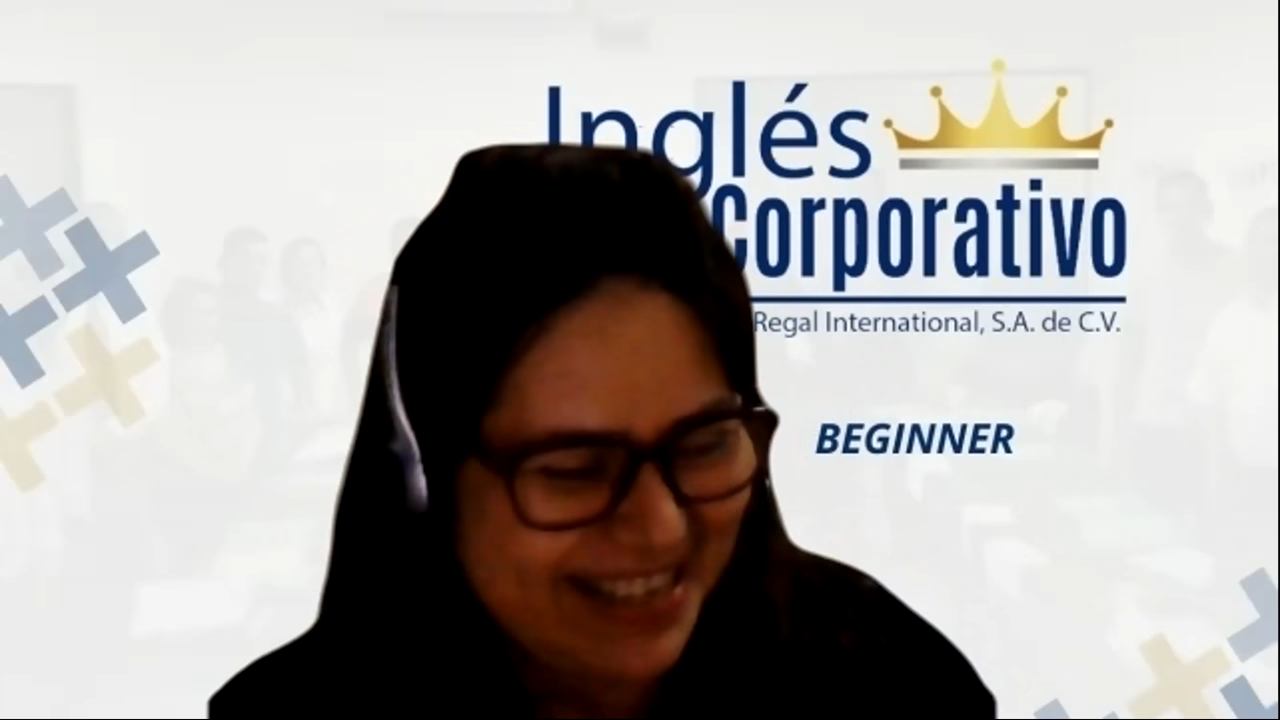 Inglés
Corporativo
Regal International, S.A. de C.V.
BEGINNER